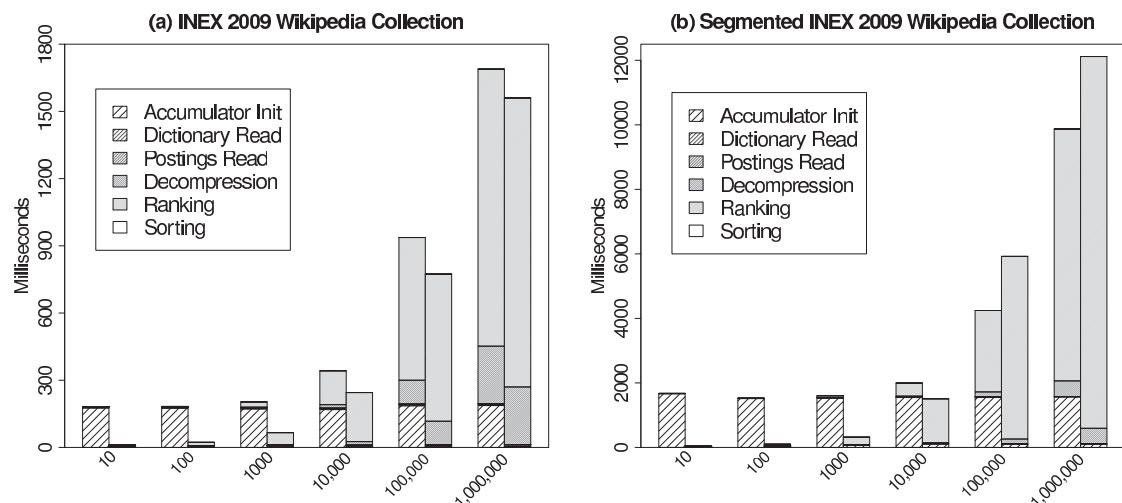 (a) INEX 2009 Wikipedia Collection
Milliseconds
0
300
600
900
1200
1500
1800
Accumulator Init
Dictionary Read
Postings Read
Decompression
Ranking
Sorting
10
100
1000
10,000
100,000
1,000,000
(b) Segmented INEX 2009 Wikipedia Collection
Milliseconds
0
2000
4000
6000
8000
10000
12000
Accumulator Init
Dictionary Read
Postings Read
Decompression
Ranking
Sorting
10
100
1000
10,000
100,000
1,000,000